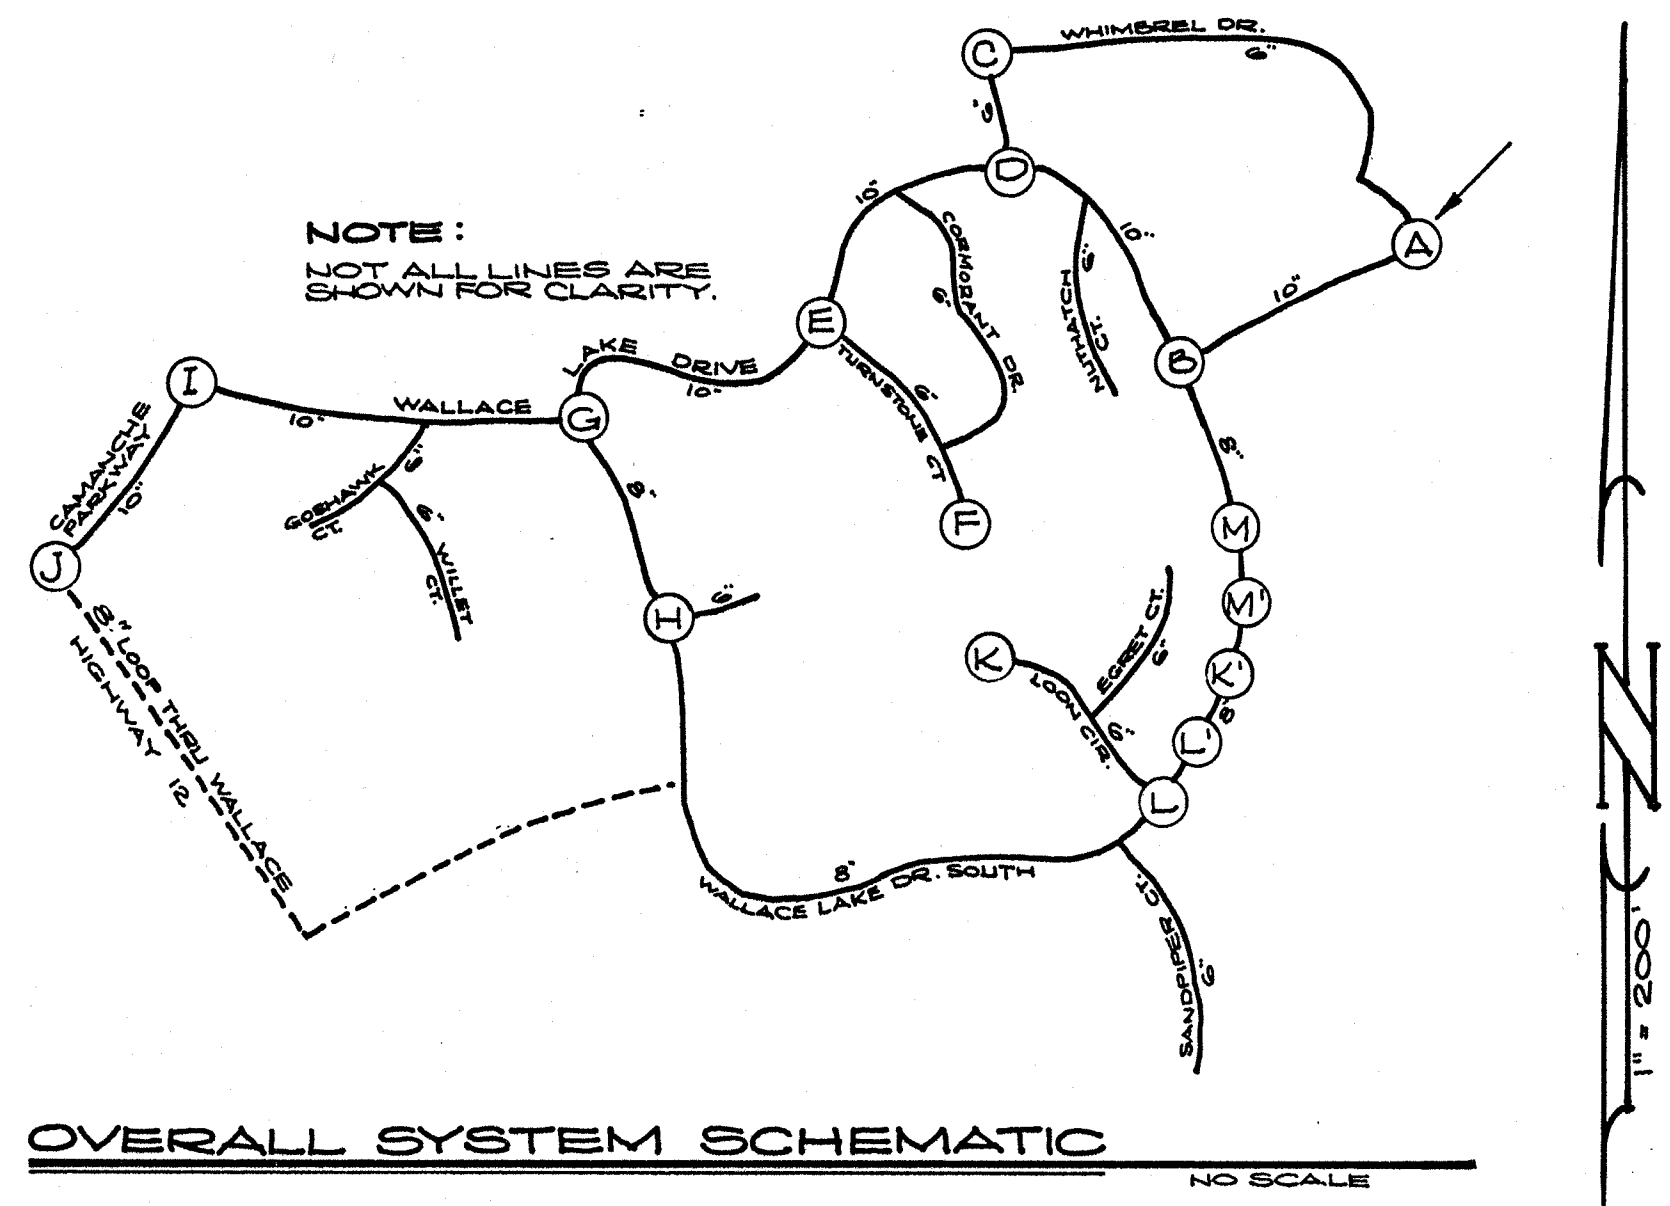 C
WHIMBREL DR.
6"
6"
D
10"
10"
A
10"
NOTE:
NOT ALL LINES ARE
SHOWN FOR CLARITY.
CORMORANT DR.
6"
6"
NUTHATCH
CT.
E
B
LAKE DRIVE
10"
TURNSTONE CT
6"
I
10"
WALLACE
G
8"
CAMANCHE
PARKWAY
10"
GOSHAWK
CT.
6"
6"
WILLET
CT.
8"
F
M
J
M'
8" LOOP THRU WALLACE
HIGHWAY 12
H
6"
K
LOON CIR.
6"
EGRET CT.
6"
K'
8"
L'
L
8"
WALLACE LAKE DR. SOUTH
SANDPIPER CT.
6"
N
1" = 200'
OVERALL SYSTEM SCHEMATIC
NO SCALE